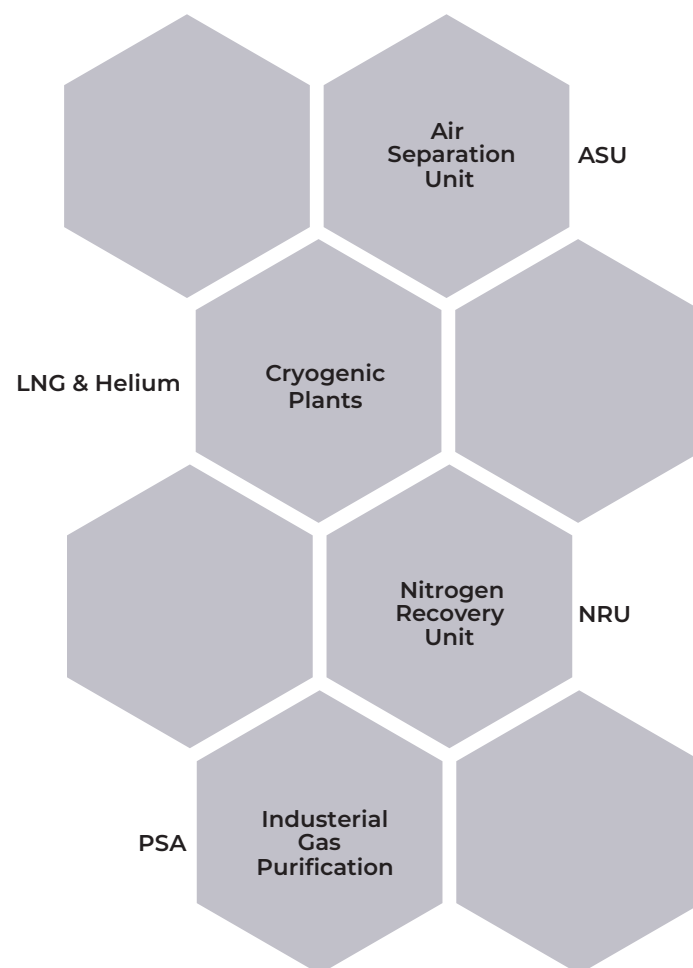 Air
Separation
Unit
ASU
LNG & Helium
Cryogenic
Plants
Nitrogen
Recovery
Unit
NRU
PSA
Industerial
Gas
Purification